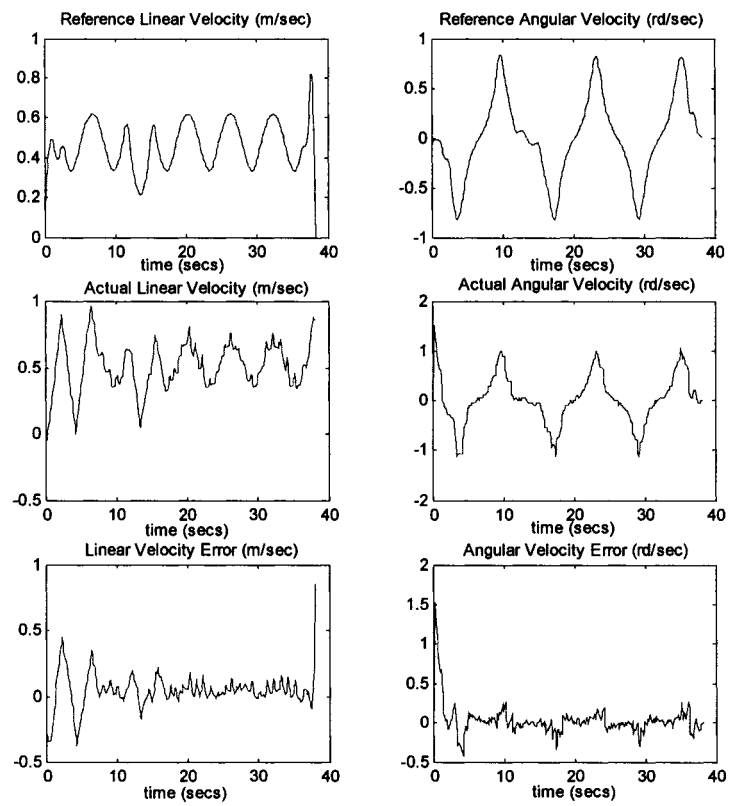 Reference Linear Velocity (m/sec)
1
0.8
0.6
0.4
0.2
0
0 10 20 30 40
time (secs)
Reference Angular Velocity (rd/sec)
1
0.5
0
-0.5
-1
0 10 20 30 40
time (secs)
Actual Linear Velocity (m/sec)
1
0.5
0
-0.5
0 10 20 30 40
time (secs)
Actual Angular Velocity (rd/sec)
2
1
0
-1
-2
0 10 20 30 40
time (secs)
Linear Velocity Error (m/sec)
1
0.5
0
-0.5
0 10 20 30 40
time (secs)
Angular Velocity Error (rd/sec)
2
1.5
1
0.5
0
-0.5
0 10 20 30 40
time (secs)